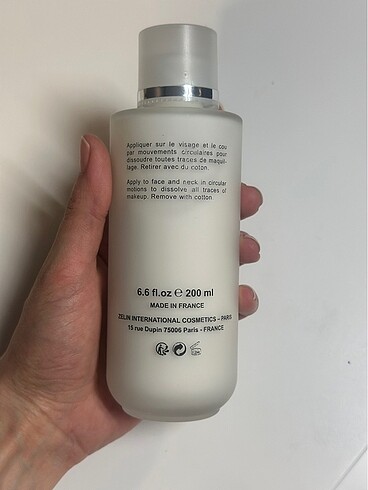 Appliquer sur le visage et le cou
par mouvements circulaires pour
dissoudre toutes traces de maquil-
lage. Retirer avec du coton.
Apply to face and neck in circular
motions to dissolve all traces of
makeup. Remove with cotton
6.6 fl.oz ℮ 200 ml
MADE IN FRANCE
ZELIN INTERNATIONAL COSMETICS – PARIS
15 rue Dupin 75006 Paris - FRANCE